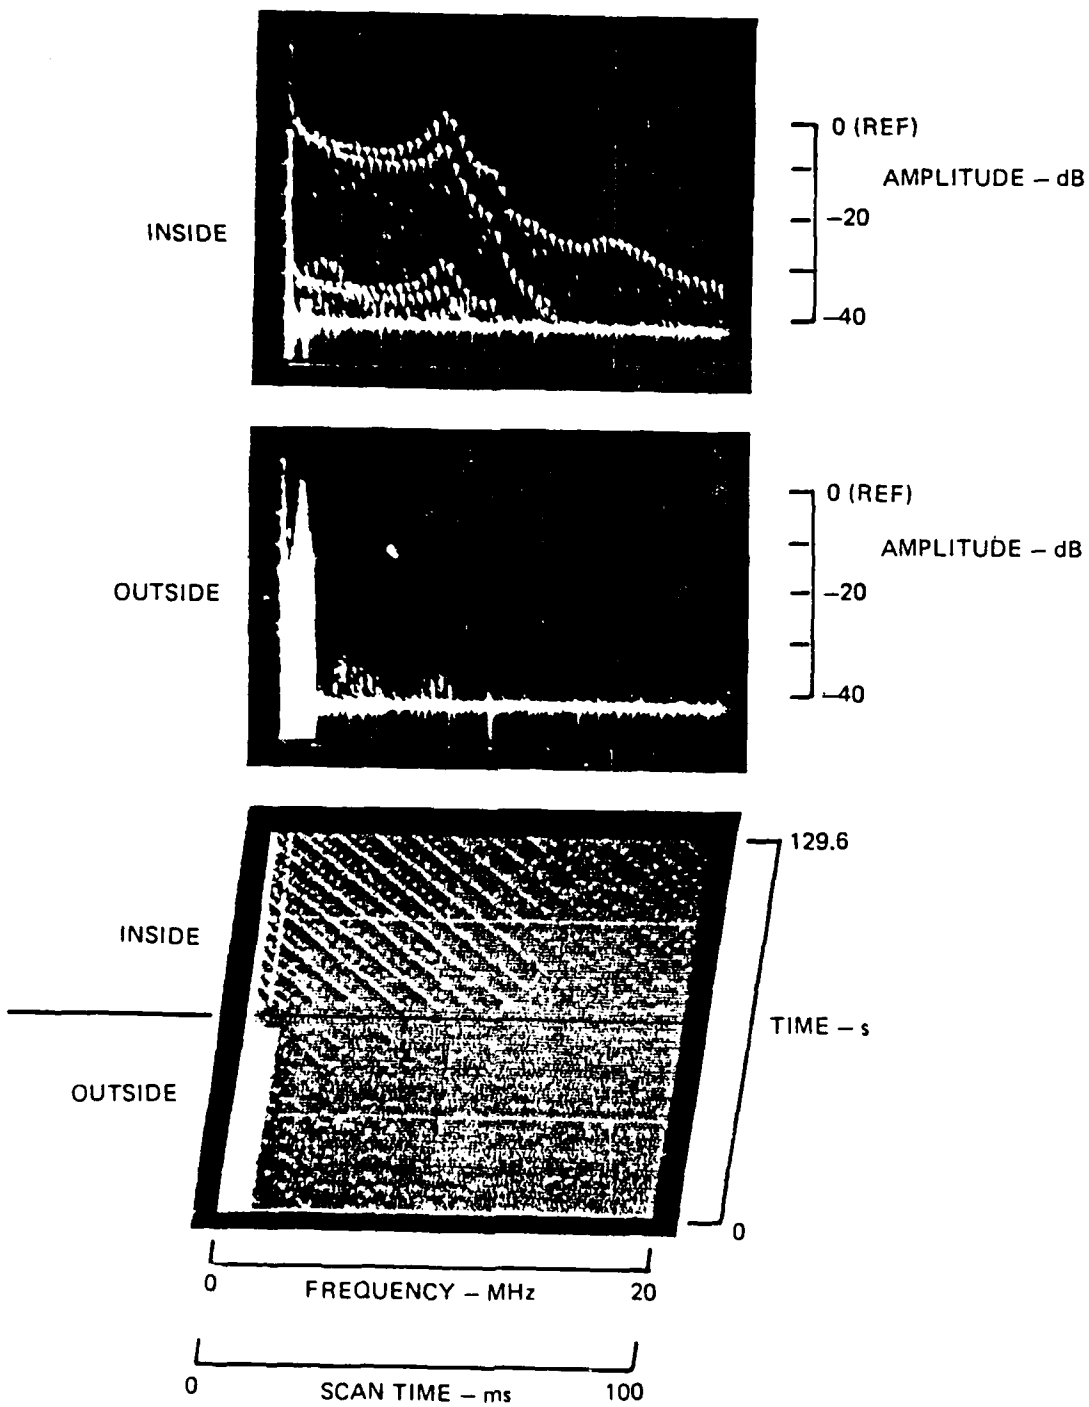 0 (REF)
AMPLITUDE – dB
–20
INSIDE
–40
0 (REF)
AMPLITUDE – dB
OUTSIDE
–20
–40
129.6
INSIDE
TIME – s
OUTSIDE
0
0
FREQUENCY – MHz
20
0
SCAN TIME – ms
100